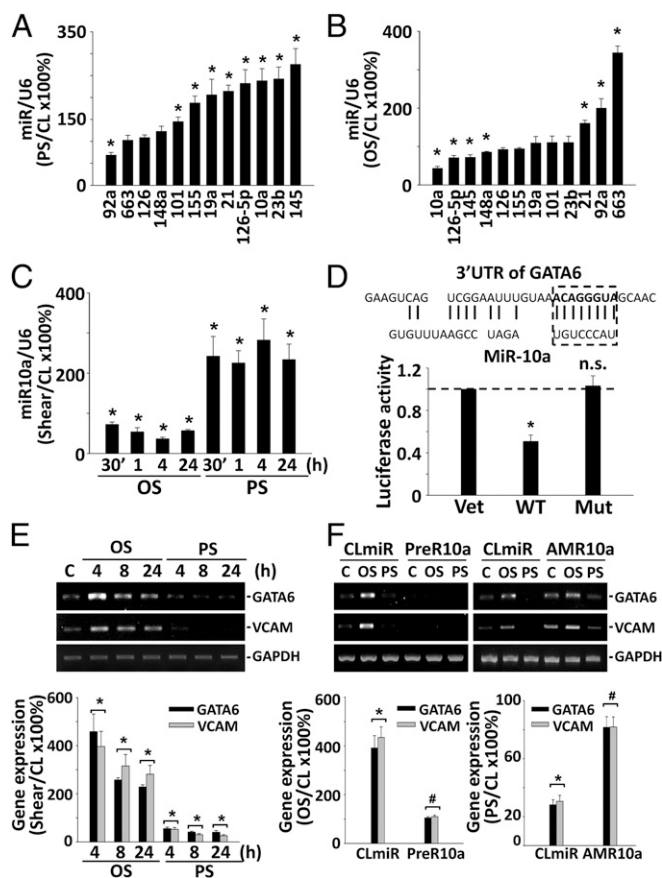 A
miR/U6
(PS/CL x100%)
350
150
0
* * * * * * * * *
92a 663 126 148a 101 155 19a 21 126-5p 10a 23b 145
B
miR/U6
(OS/CL x100%)
400
200
0
* * * * * * *
10a 126-5p 145 148a 126 155 19a 101 23b 21 92a 663
C
miR10a/U6
(Shear/CL x100%)
400
200
0
* * * * * * * *
30' 1 4 24 30' 1 4 24 (h)
OS PS
D
3'UTR of GATA6
GAAGUCAG UCGGAAUUUGUAAACAGGGUAGCAAC
GUGUUUAAGCC UAGA UGUCCCAU
MiR-10a
Luciferase activity
1.2
0.8
0.4
0
* n.s.
Vet WT Mut
E
OS PS
C 4 8 24 4 8 24 (h)
-GATA6
-VCAM
-GAPDH
Gene expression
(Shear/CL x100%)
600
400
200
0
GATA6
VCAM
* * * * * *
4 8 24 4 8 24 (h)
OS PS
F
CLmiR PreR10a CLmiR AMR10a
C OS PS C OS PS C OS PS C OS PS
-GATA6
-VCAM
-GAPDH
Gene expression
(OS/CL x100%)
600
400
200
0
GATA6
VCAM
* #
CLmiR PreR10a
Gene expression
(PS/CL x100%)
100
60
30
0
GATA6
VCAM
* #
CLmiR AMR10a